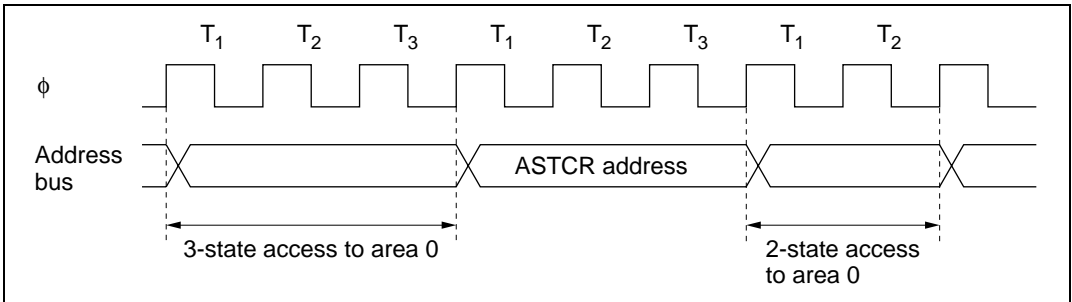 T1 T2 T3 T1 T2 T3 T1 T2
ϕ
Address
bus
ASTCR address
3-state access to area 0
2-state access
to area 0